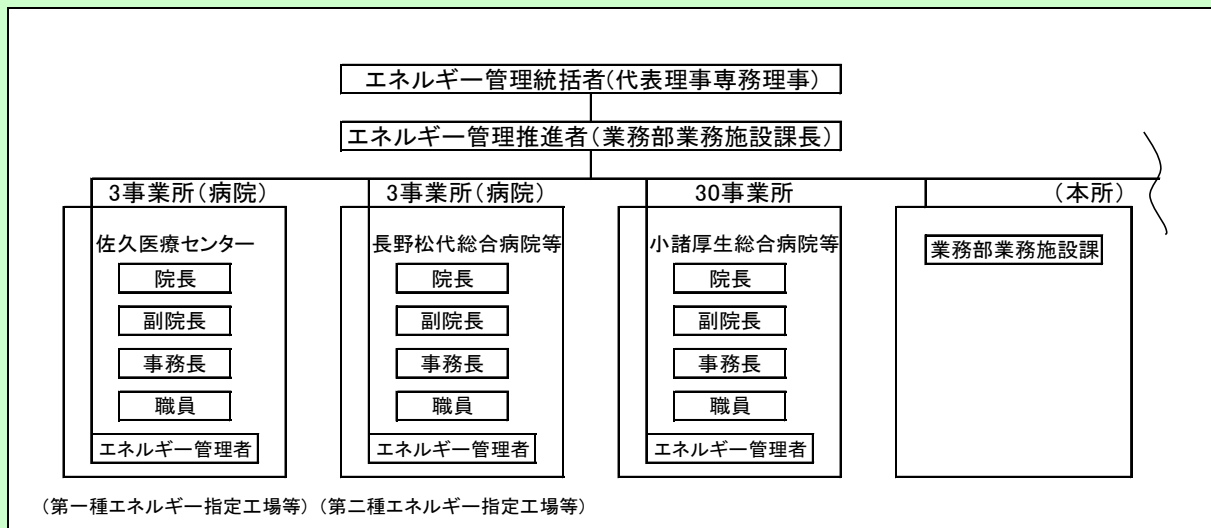 エネルギー管理統括者(代表理事専務理事)
エネルギー管理推進者(業務部業務施設課長)
3事業所(病院)
佐久医療センター
院長
副院長
事務長
職員
エネルギー管理者
(第一種エネルギー指定工場等)
3事業所(病院)
長野松代総合病院等
院長
副院長
事務長
職員
エネルギー管理者
(第二種エネルギー指定工場等)
30事業所
小諸厚生総合病院等
院長
副院長
事務長
職員
エネルギー管理者
(本所)
業務部業務施設課